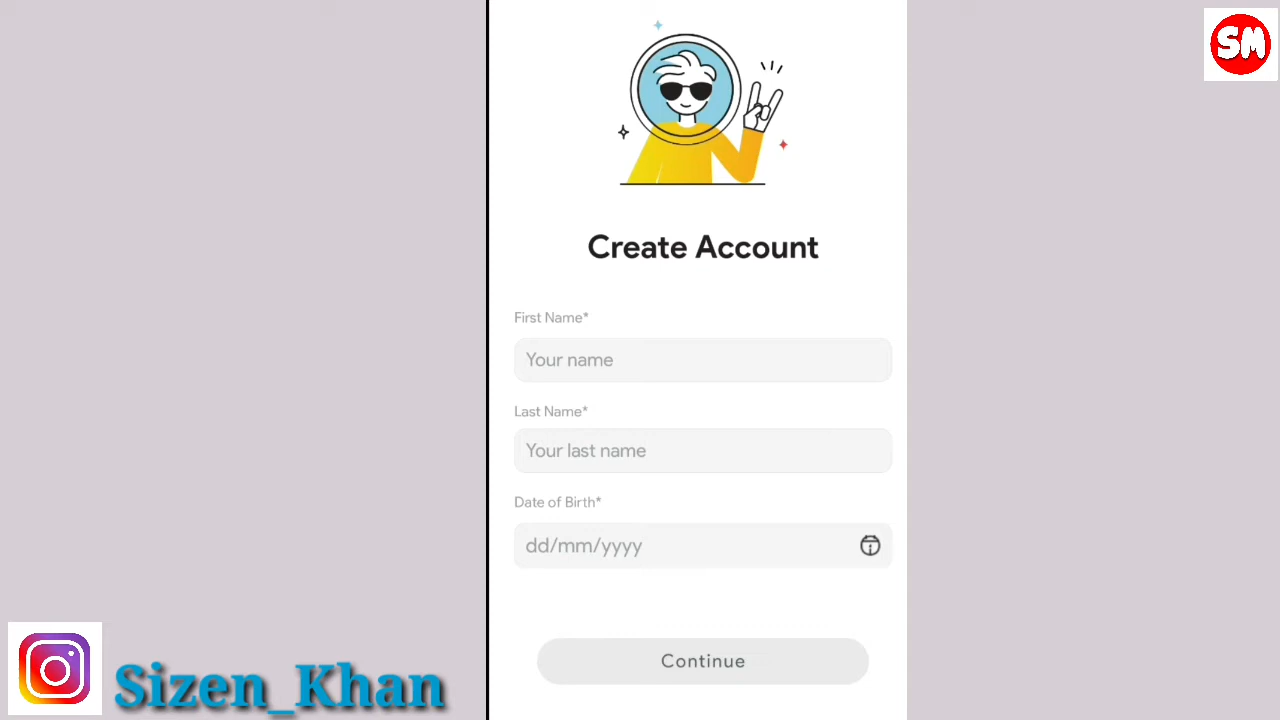 SM
Create Account
First Name*
Your name
Last Name*
Your last name
Date of Birth*
dd/mm/yyyy
Continue
Sizen_Khan